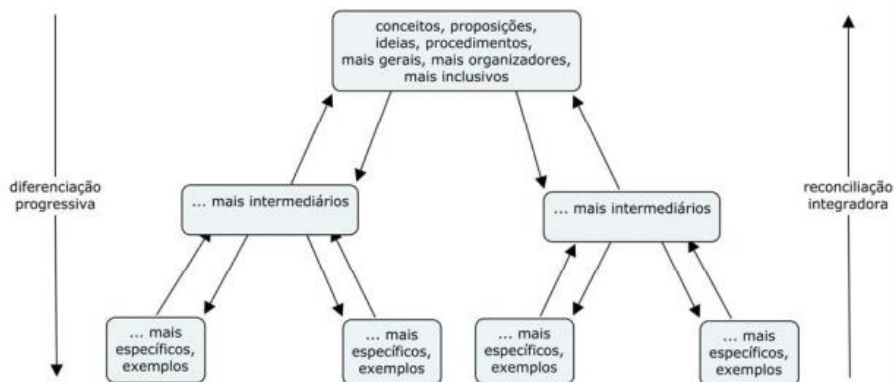 conceitos, proposições,
ideias, procedimentos,
mais gerais, mais organizadores,
mais inclusivos
diferenciação
progressiva
... mais intermediários
... mais intermediários
reconciliação
integradora
... mais
específicos,
exemplos
... mais
específicos,
exemplos
... mais
específicos,
exemplos
... mais
específicos,
exemplos